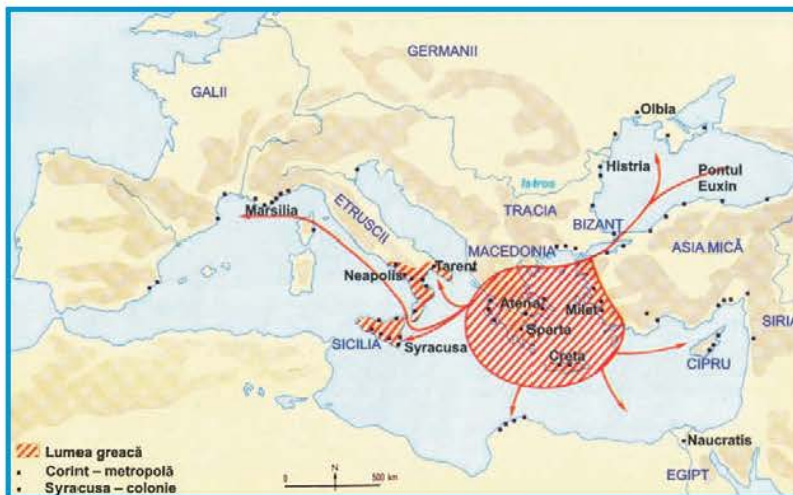 GERMANII
GALII
Olbia
Histria
Pontul
Euxin
Istros
Marsilia
ETRUSCII
TRACIA
BIZANȚ
MACEDONIA
ASIA MICĂ
Neapolis
Tarent
Atena
Milet
Sparta
SIRIA
SICILIA
Syracusa
Creta
CIPRU
Naucratis
EGIPT
Lumea greacă
Corint – metropolă
Syracusa – colonie
0 N 500 km